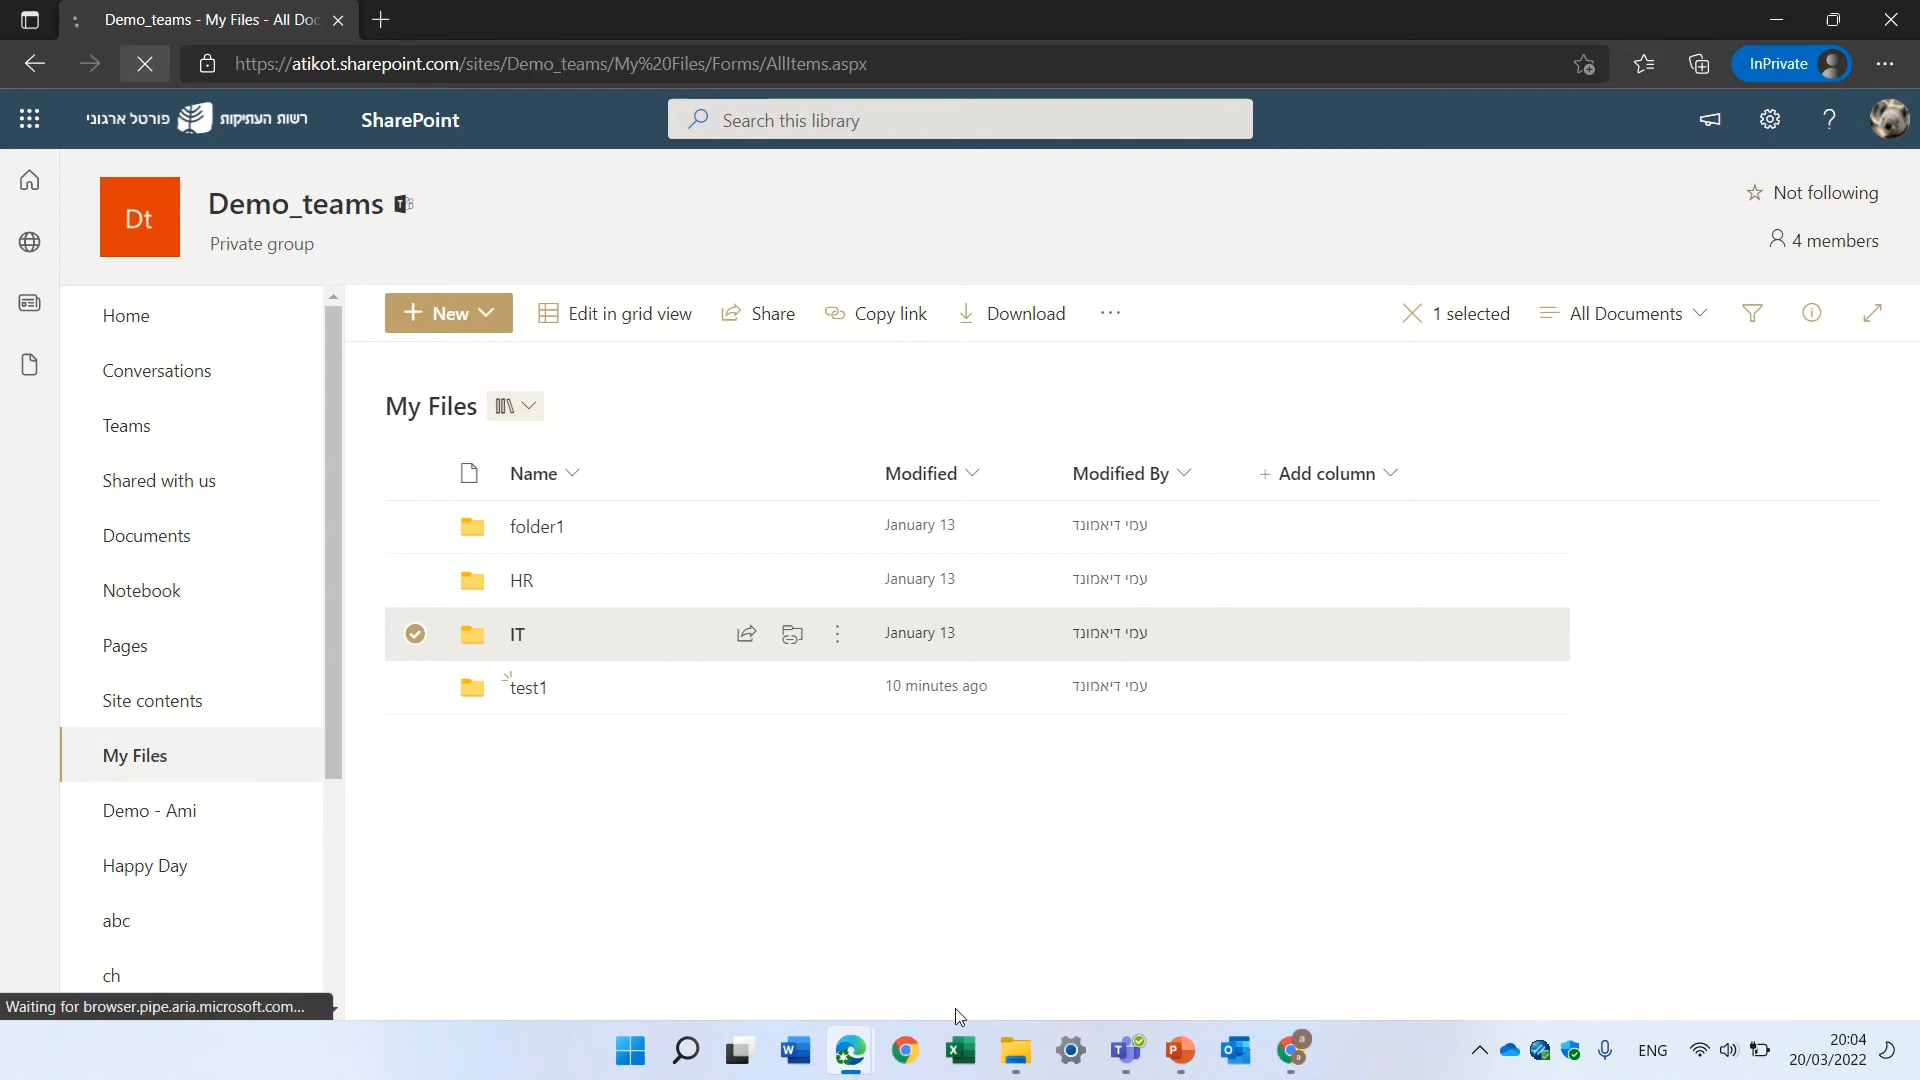 Demo_teams - My Files - All Doc
https://atikot.sharepoint.com/sites/Demo_teams/My%20Files/Forms/AllItems.aspx
InPrivate
פורטל ארגוני
רשות העתיקות
SharePoint
Search this library
Dt
Demo_teams
Private group
Not following
4 members
Home
Conversations
Teams
Shared with us
Documents
Notebook
Pages
Site contents
My Files
Demo - Ami
Happy Day
abc
ch
New
Edit in grid view
Share
Copy link
Download
1 selected
All Documents
My Files
Name
Modified
Modified By
Add column
folder1
January 13
עמי דיאמונד
HR
January 13
עמי דיאמונד
IT
January 13
עמי דיאמונד
test1
10 minutes ago
עמי דיאמונד
Waiting for browser.pipe.aria.microsoft.com...
ENG
20:04
20/03/2022